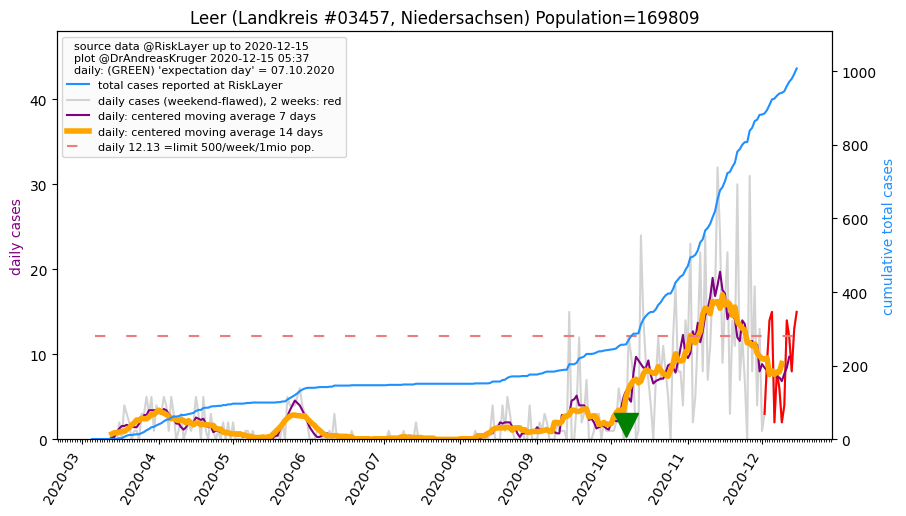 Leer (Landkreis #03457, Niedersachsen) Population=169809
source data @RiskLayer up to 2020-12-15
plot @DrAndreasKruger 2020-12-15 05:37
daily: (GREEN) 'expectation day' = 07.10.2020
total cases reported at RiskLayer
daily cases (weekend-flawed), 2 weeks: red
daily: centered moving average 7 days
daily: centered moving average 14 days
daily 12.13 =limit 500/week/1mio pop.
daily cases
40
30
20
10
0
cumulative total cases
1000
800
600
400
200
0
2020-03
2020-04
2020-05
2020-06
2020-07
2020-08
2020-09
2020-10
2020-11
2020-12